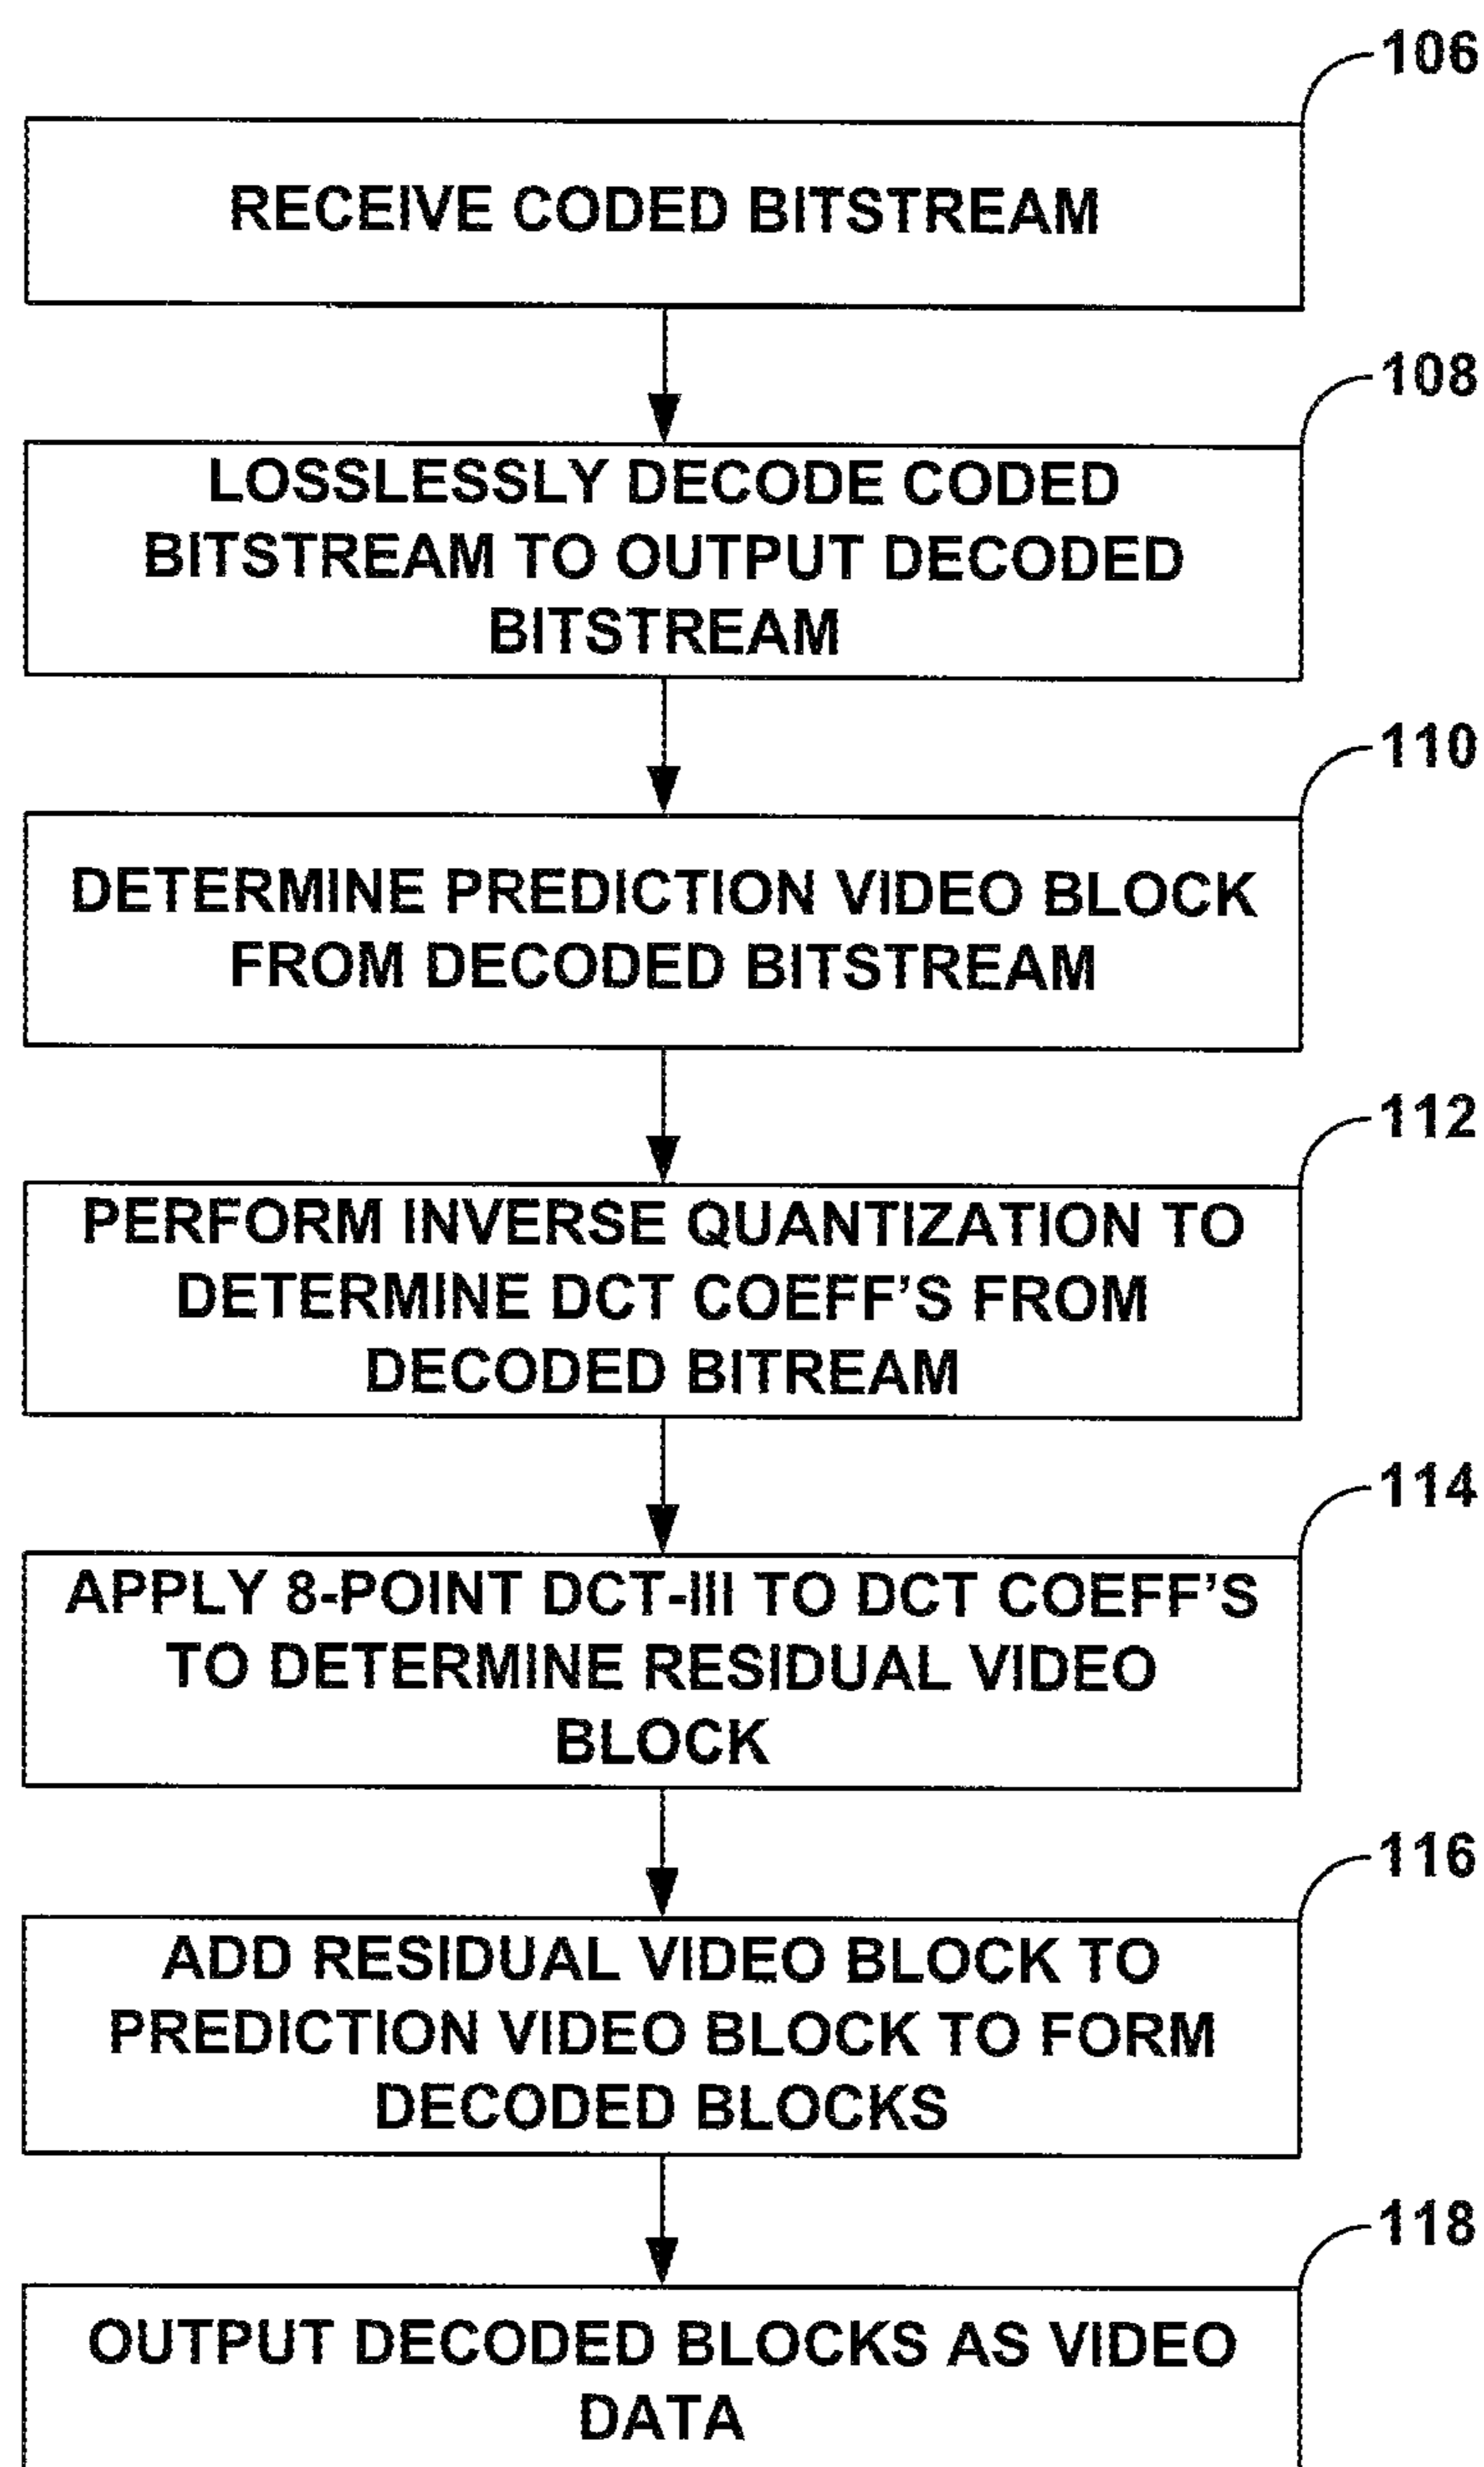 106
RECEIVE CODED BITSTREAM
108
LOSSLESSLY DECODE CODED
BITSTREAM TO OUTPUT DECODED
BITSTREAM
110
DETERMINE PREDICTION VIDEO BLOCK
FROM DECODED BITSTREAM
112
PERFORM INVERSE QUANTIZATION TO
DETERMINE DCT COEFF'S FROM
DECODED BITREAM
114
APPLY 8-POINT DCT-III TO DCT COEFF'S
TO DETERMINE RESIDUAL VIDEO
BLOCK
116
ADD RESIDUAL VIDEO BLOCK TO
PREDICTION VIDEO BLOCK TO FORM
DECODED BLOCKS
118
OUTPUT DECODED BLOCKS AS VIDEO
DATA